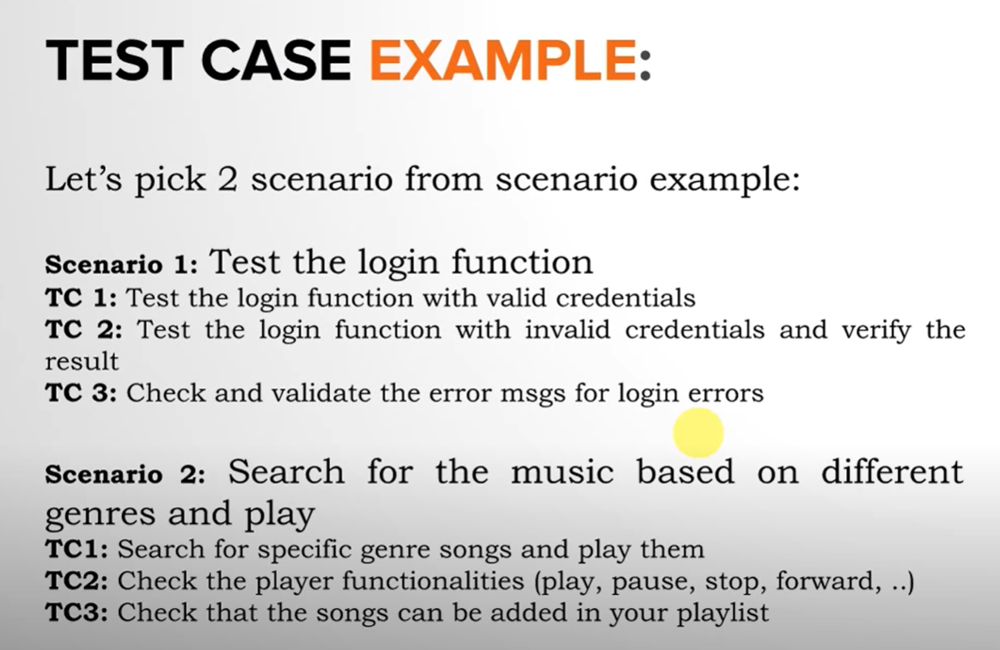 TEST CASE EXAMPLE:
Let’s pick 2 scenario from scenario example:
Scenario 1: Test the login function
TC 1: Test the login function with valid credentials
TC 2: Test the login function with invalid credentials and verify the
result
TC 3: Check and validate the error msgs for login errors
Scenario 2: Search for the music based on different
genres and play
TC1: Search for specific genre songs and play them
TC2: Check the player functionalities (play, pause, stop, forward, ..)
TC3: Check that the songs can be added in your playlist